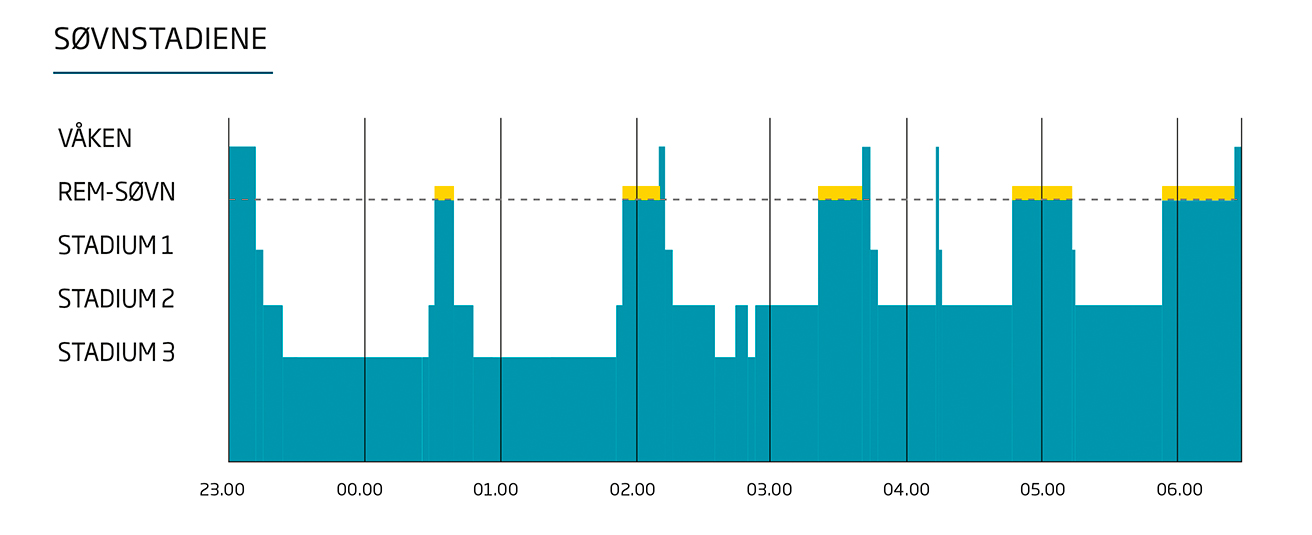 SØVNSTADIENE
VÅKEN
REM-SØVN
STADIUM 1
STADIUM 2
STADIUM 3
23.00 00.00 01.00 02.00 03.00 04.00 05.00 06.00